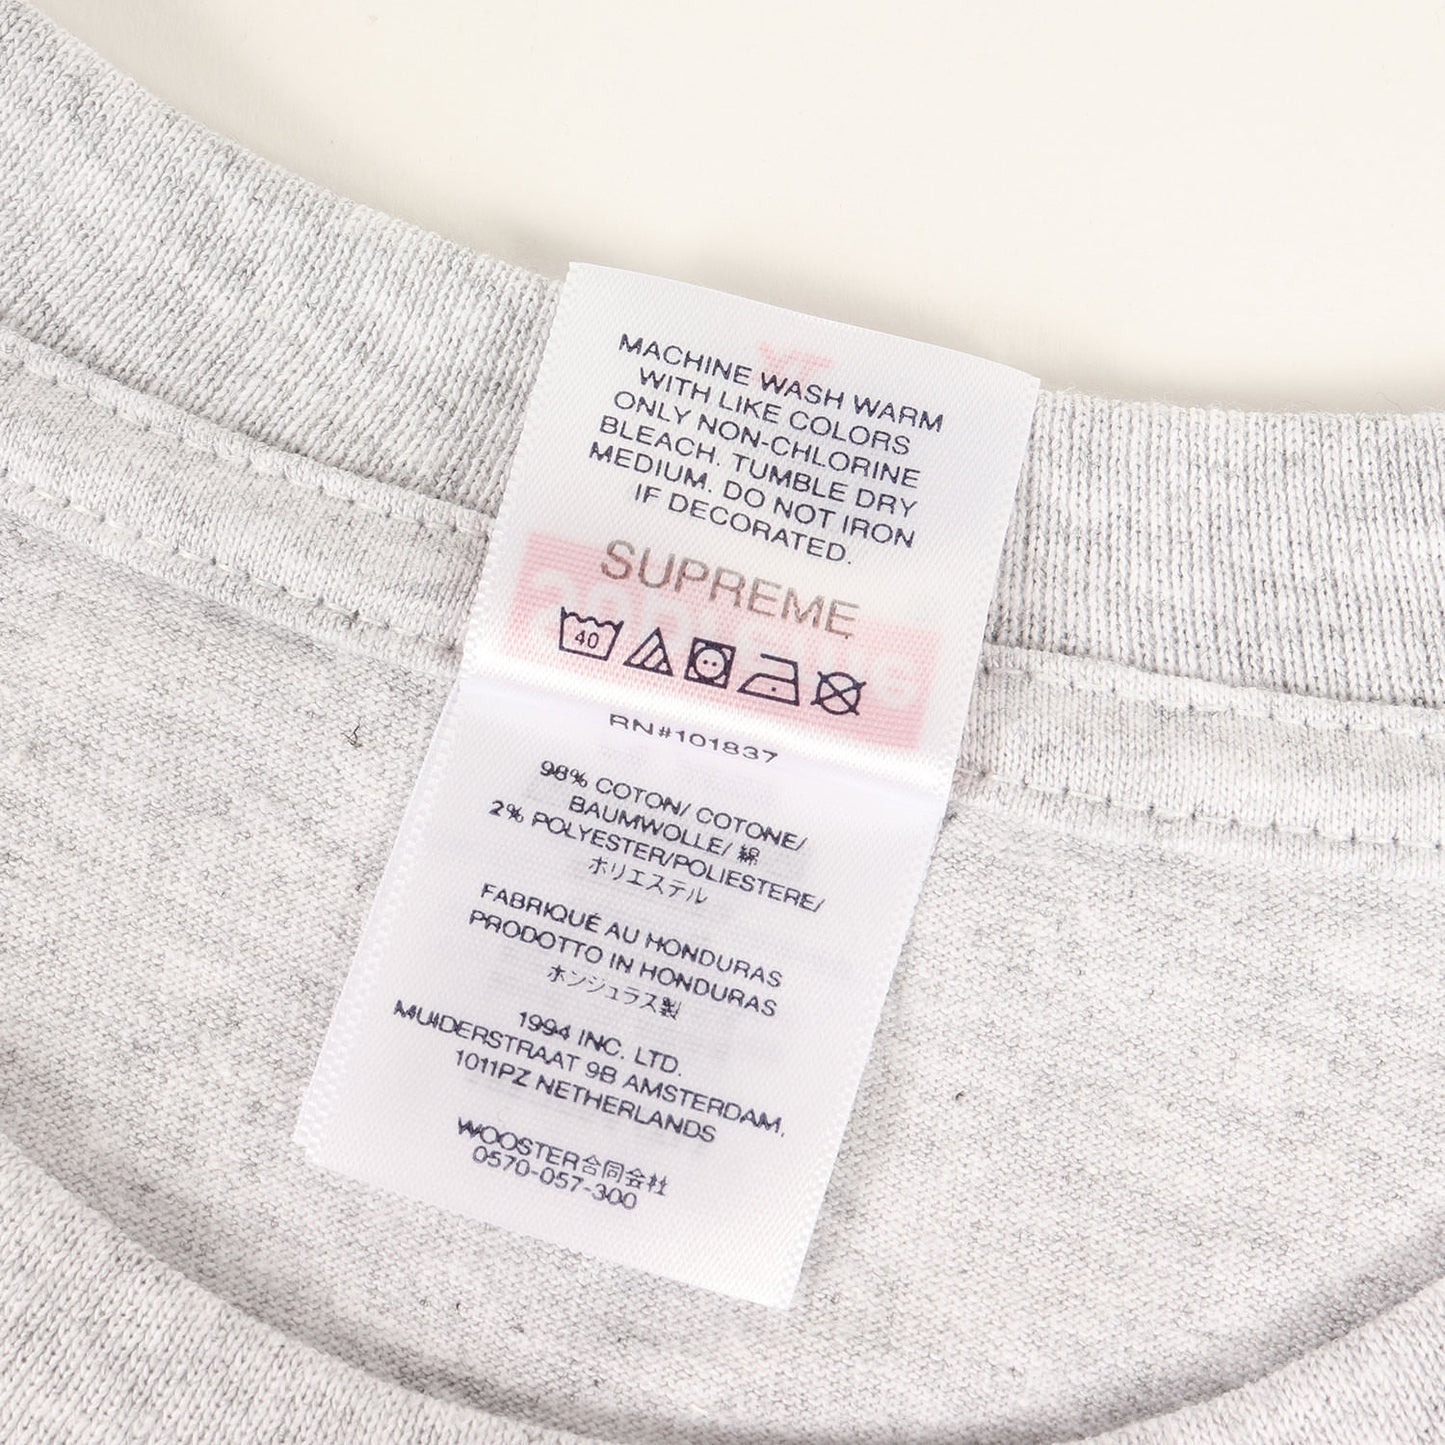 MACHINE WASH WARM
WITH LIKE COLORS
ONLY NON-CHLORINE
BLEACH. TUMBLE DRY
MEDIUM. DO NOT IRON
IF DECORATED.
SUPREME
40
RN#101837
98% COTON/ COTONE/
BAUMWOLLE/ 綿
2% POLYESTER/POLIESTERE/
ポリエステル
FABRIQUÉ AU HONDURAS
PRODOTTO IN HONDURAS
ホンジュラス製
1994 INC. LTD.
MUIDERSTRAAT 9B AMSTERDAM,
1011PZ NETHERLANDS
WOOSTER合同会社
0570-057-300